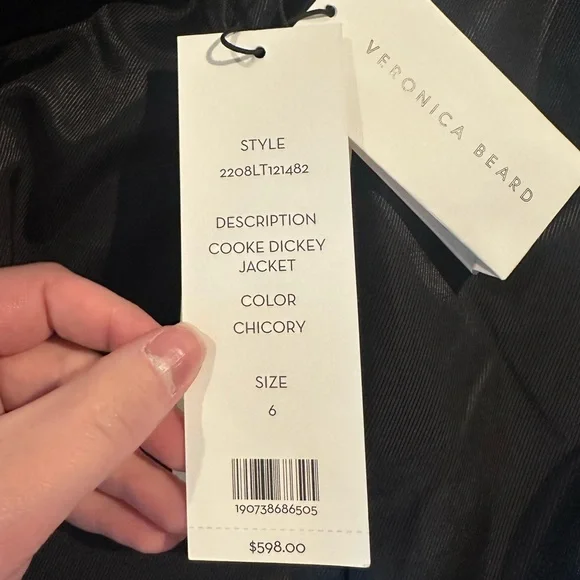 VERONICA BEARD
STYLE
2208LT121482
DESCRIPTION
COOKE DICKEY
JACKET
COLOR
CHICORY
SIZE
6
190738686505
$598.00